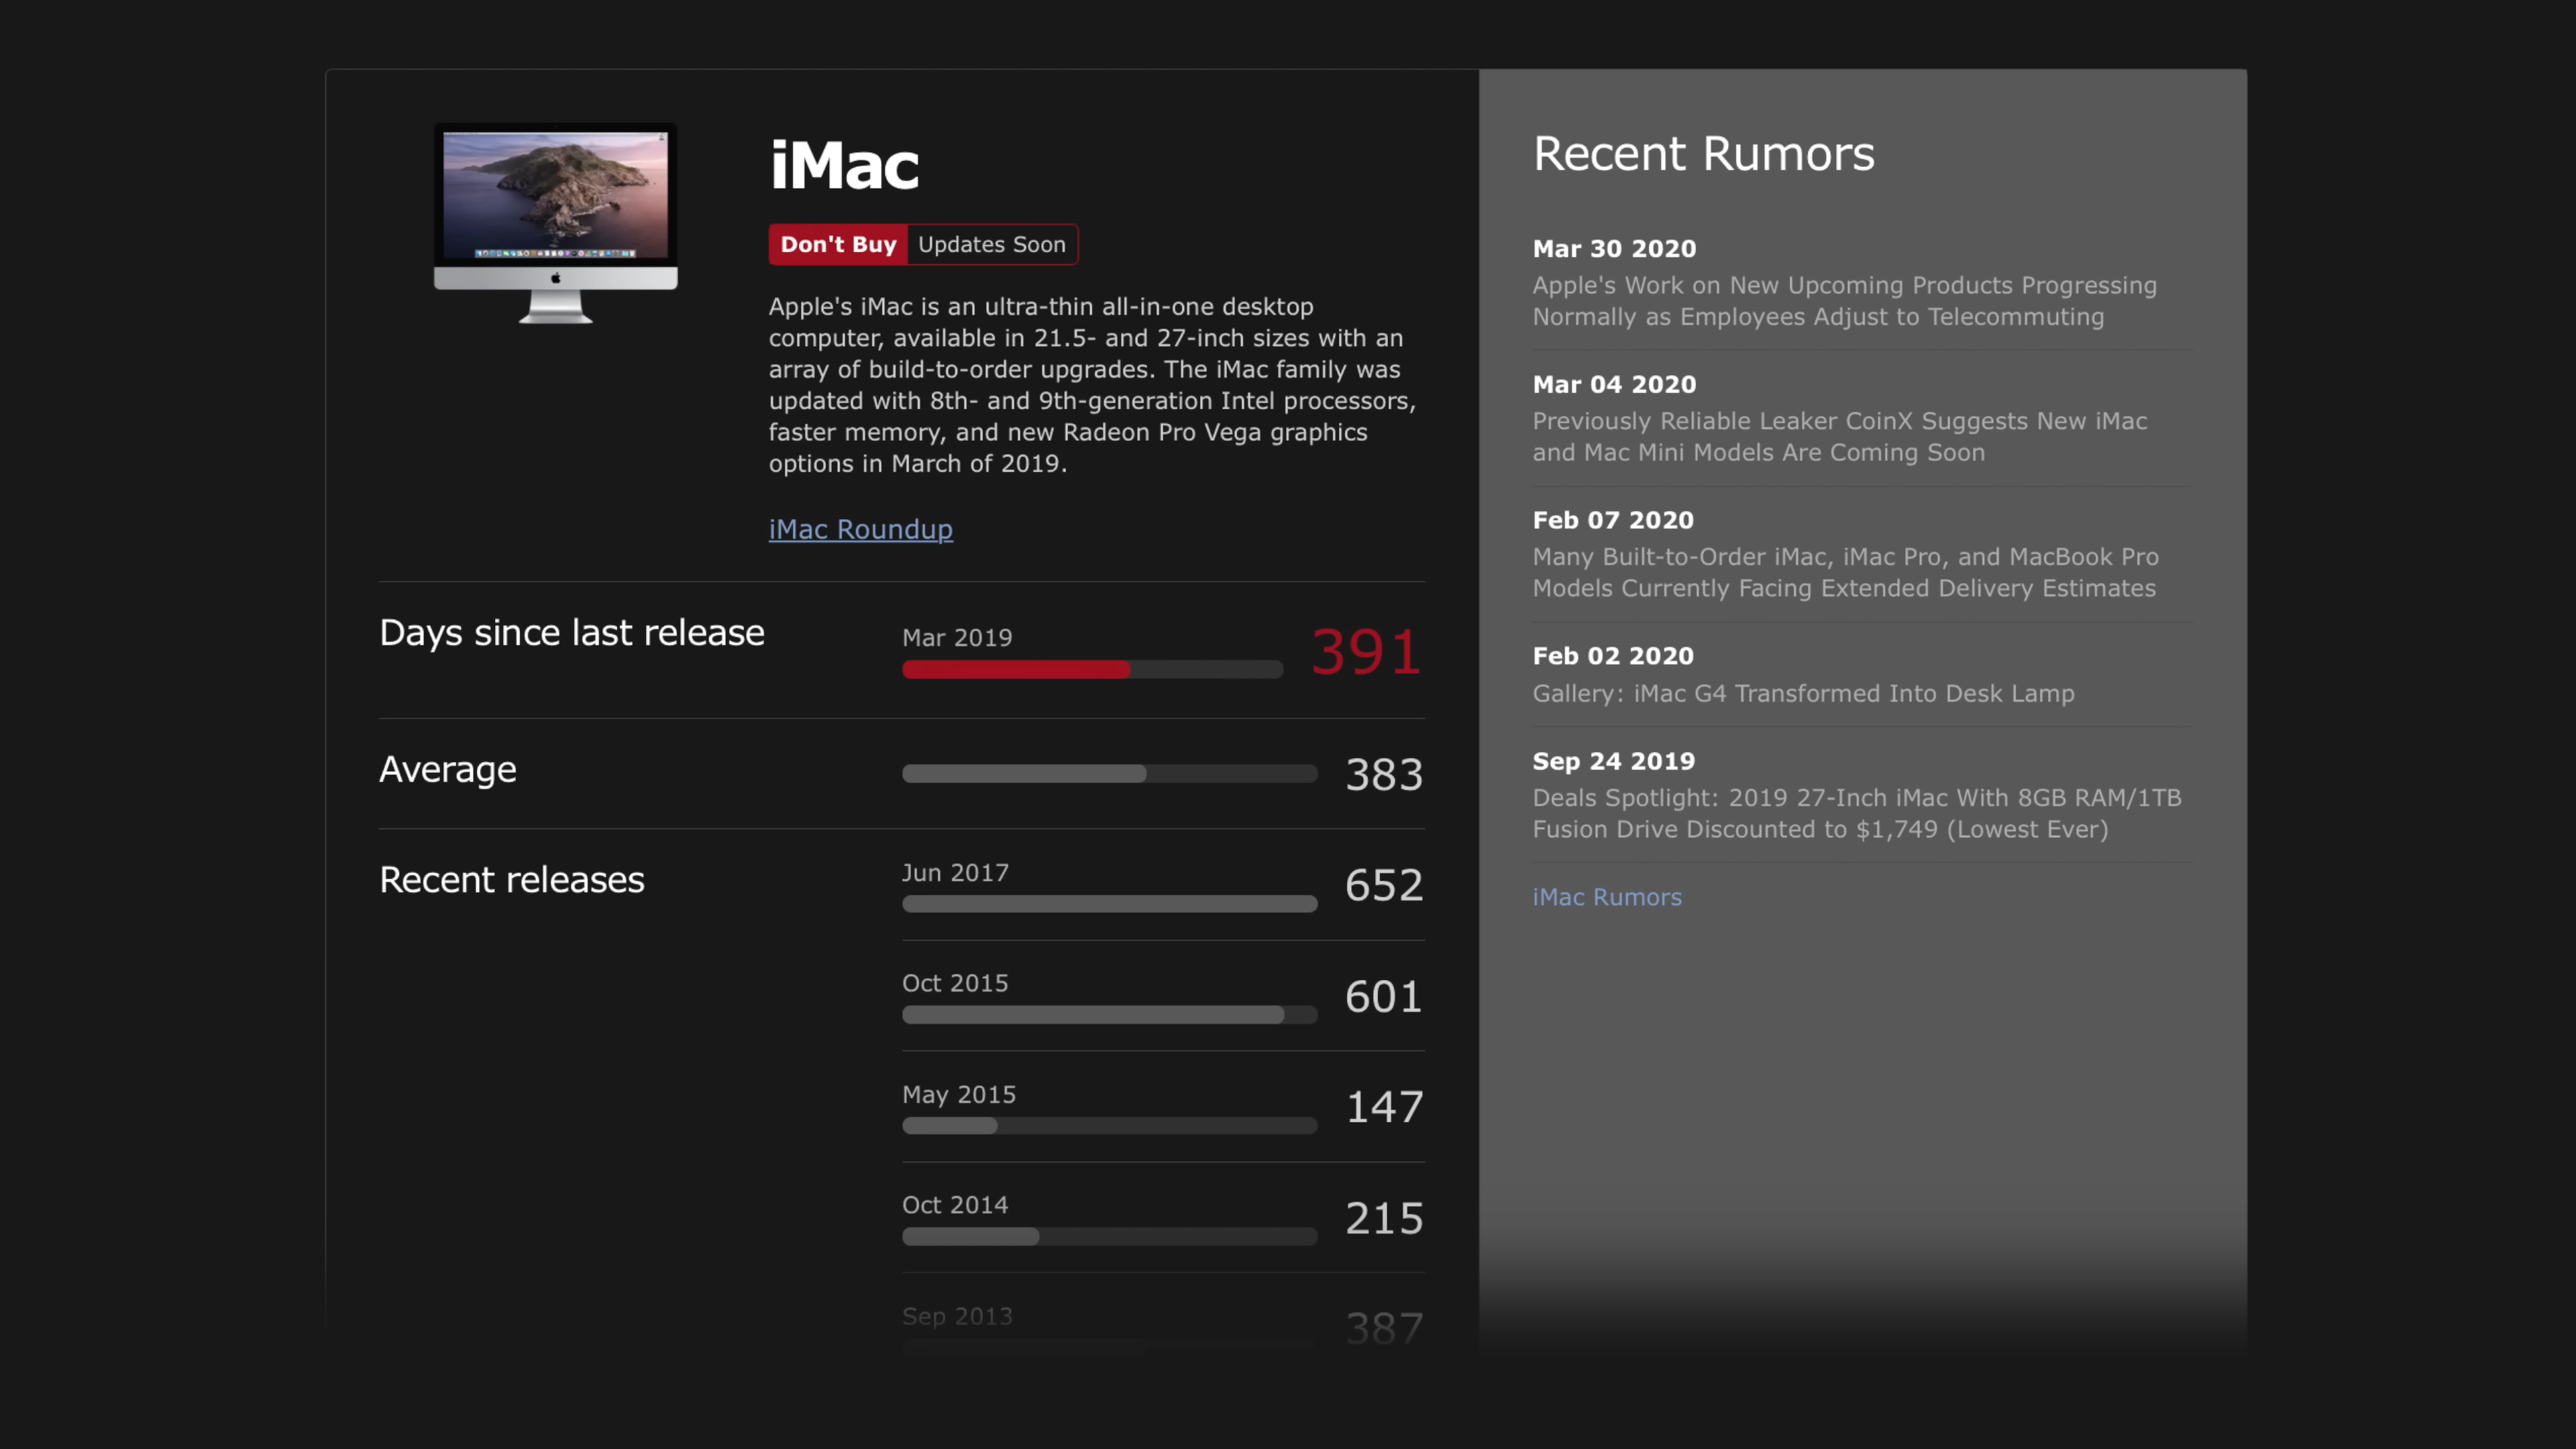 iMac
Don't Buy Updates Soon
Apple's iMac is an ultra-thin all-in-one desktop
computer, available in 21.5- and 27-inch sizes with an
array of build-to-order upgrades. The iMac family was
updated with 8th- and 9th-generation Intel processors,
faster memory, and new Radeon Pro Vega graphics
options in March of 2019.
iMac Roundup
Days since last release
Mar 2019
391
Average
383
Recent releases
Jun 2017
652
Oct 2015
601
May 2015
147
Oct 2014
215
Sep 2013
387
Recent Rumors
Mar 30 2020
Apple's Work on New Upcoming Products Progressing
Normally as Employees Adjust to Telecommuting
Mar 04 2020
Previously Reliable Leaker CoinX Suggests New iMac
and Mac Mini Models Are Coming Soon
Feb 07 2020
Many Built-to-Order iMac, iMac Pro, and MacBook Pro
Models Currently Facing Extended Delivery Estimates
Feb 02 2020
Gallery: iMac G4 Transformed Into Desk Lamp
Sep 24 2019
Deals Spotlight: 2019 27-Inch iMac With 8GB RAM/1TB
Fusion Drive Discounted to $1,749 (Lowest Ever)
iMac Rumors